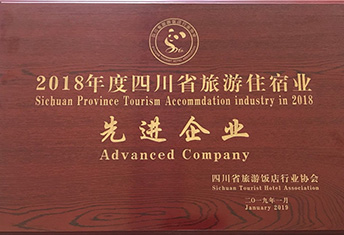 2018年度四川省旅游住宿业
Sichuan Province Tourism Accommdation industry in 2018
先进企业
Advanced Company
四川省旅游饭店行业协会
Sichuan Tourist Hotel Association
二〇一九年一月
January 2019